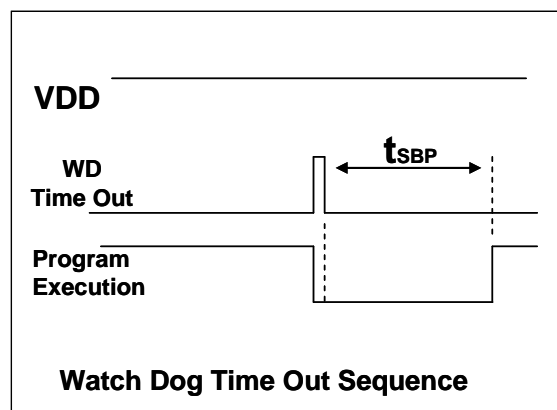 VDD
tSBP
WD
Time Out
Program
Execution
Watch Dog Time Out Sequence